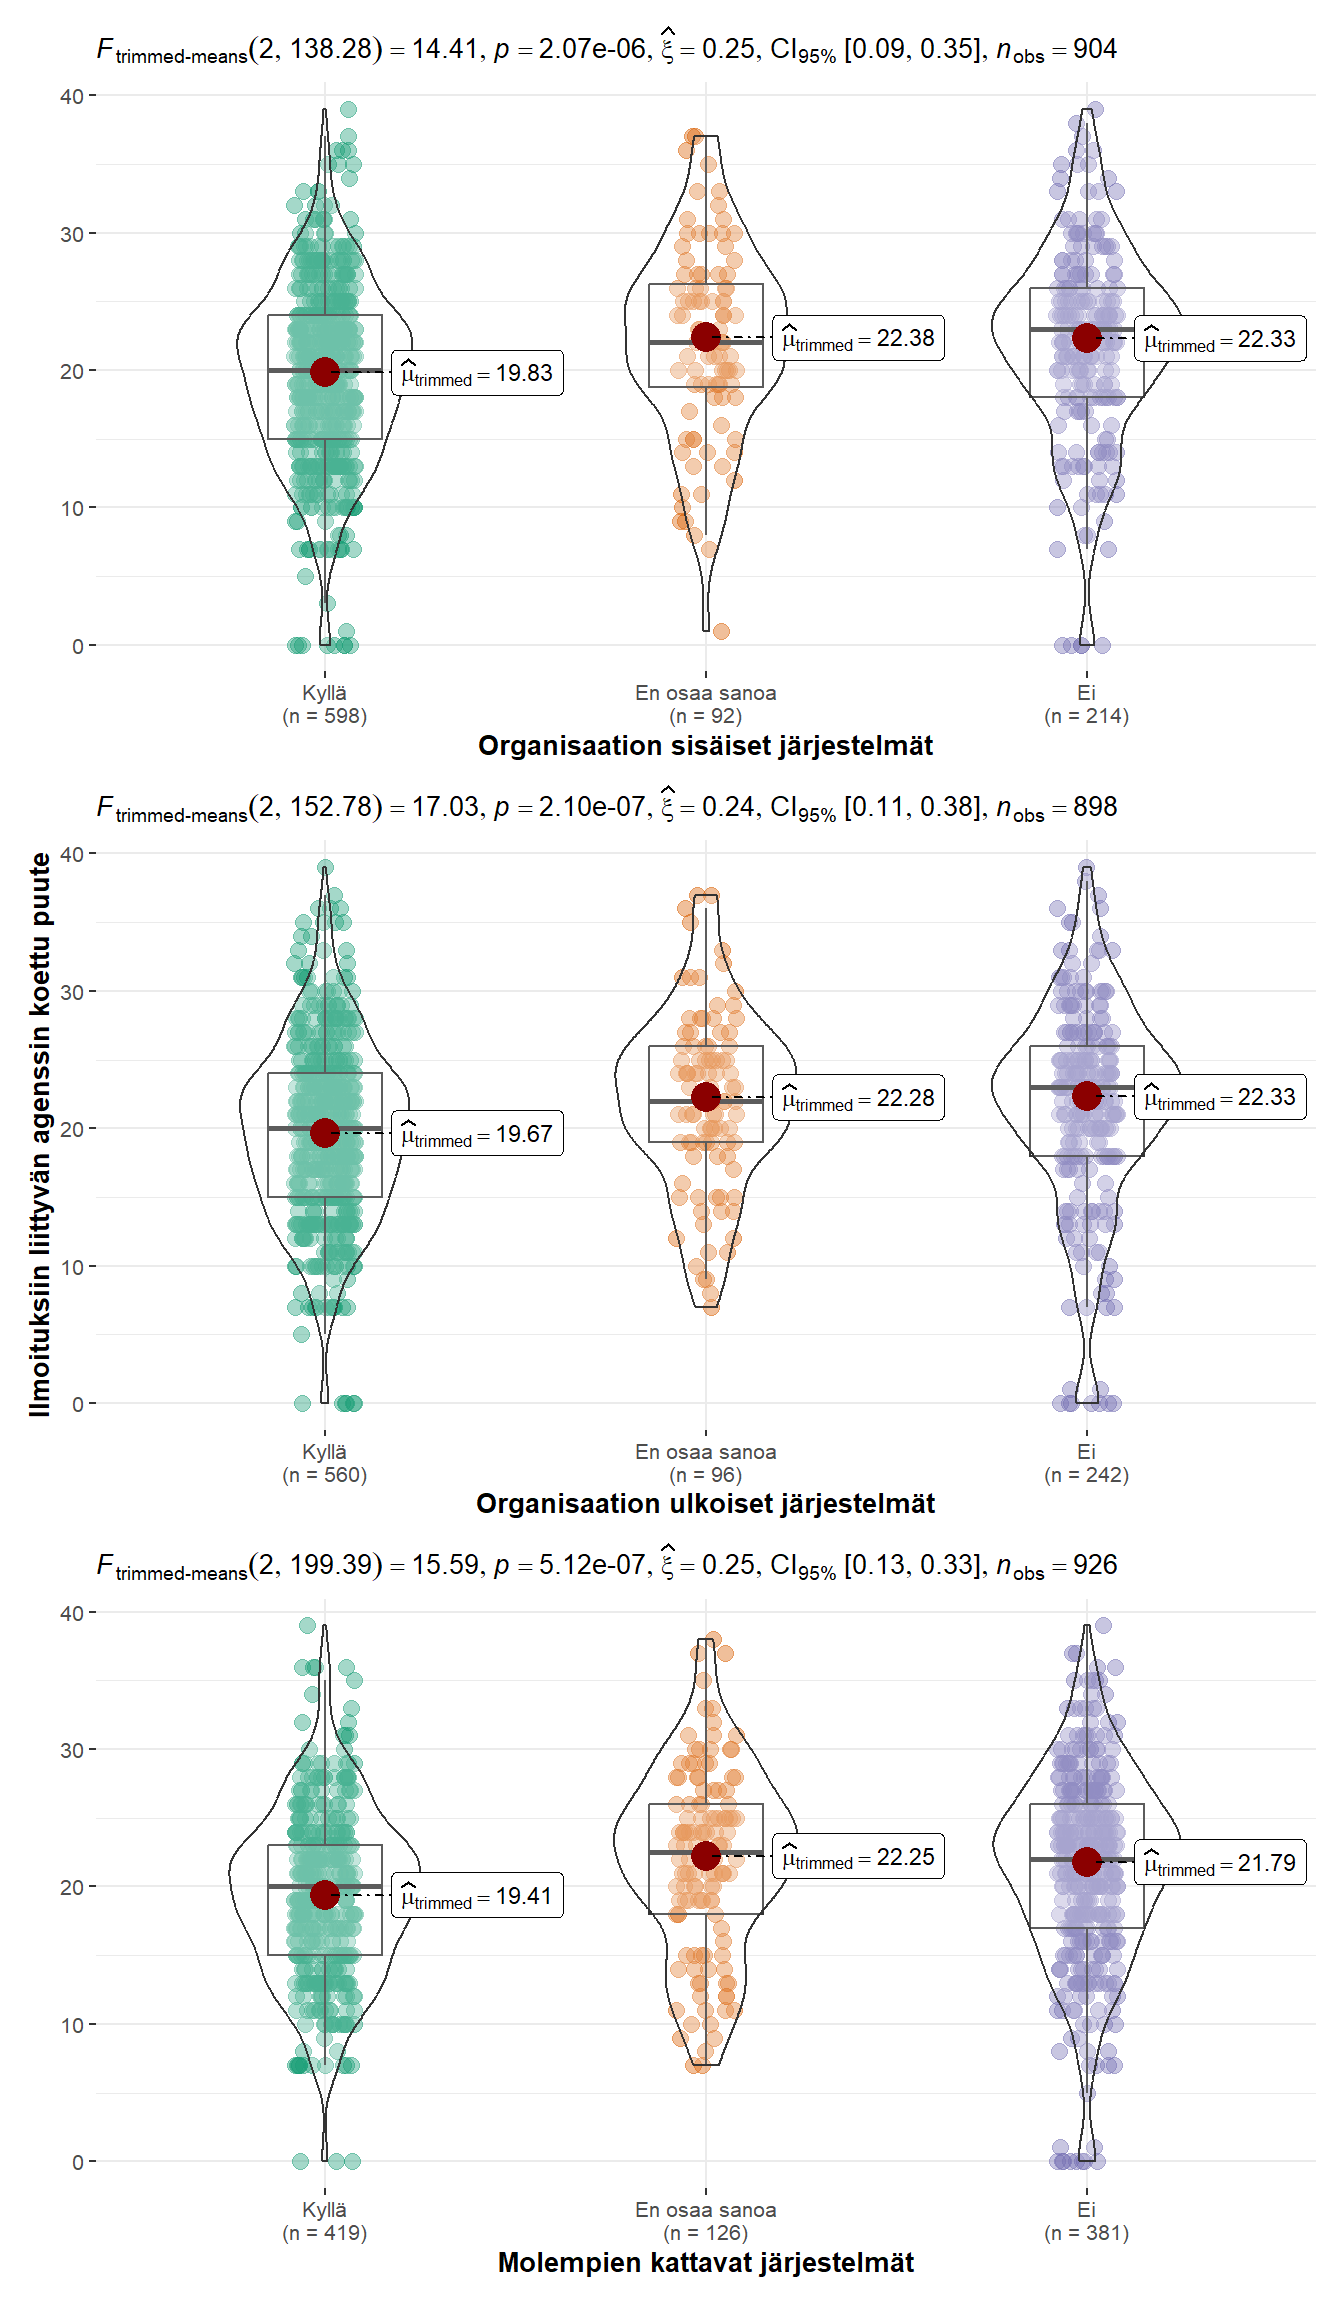 F trimmed-means(2, 138.28) = 14.41, p = 2.07e-06, ξ̂ = 0.25, CI95% [0.09, 0.35], nobs = 904
40
30
20
10
0
μ̂trimmed = 19.83
μ̂trimmed = 22.38
μ̂trimmed = 22.33
Kyllä
(n = 598)
En osaa sanoa
(n = 92)
Ei
(n = 214)
Organisaation sisäiset järjestelmät
Ilmoituksiin liittyvän agenssin koettu puute
F trimmed-means(2, 152.78) = 17.03, p = 2.10e-07, ξ̂ = 0.24, CI95% [0.11, 0.38], nobs = 898
40
30
20
10
0
μ̂trimmed = 19.67
μ̂trimmed = 22.28
μ̂trimmed = 22.33
Kyllä
(n = 560)
En osaa sanoa
(n = 96)
Ei
(n = 242)
Organisaation ulkoiset järjestelmät
F trimmed-means(2, 199.39) = 15.59, p = 5.12e-07, ξ̂ = 0.25, CI95% [0.13, 0.33], nobs = 926
40
30
20
10
0
μ̂trimmed = 19.41
μ̂trimmed = 22.25
μ̂trimmed = 21.79
Kyllä
(n = 419)
En osaa sanoa
(n = 126)
Ei
(n = 381)
Molempien kattavat järjestelmät